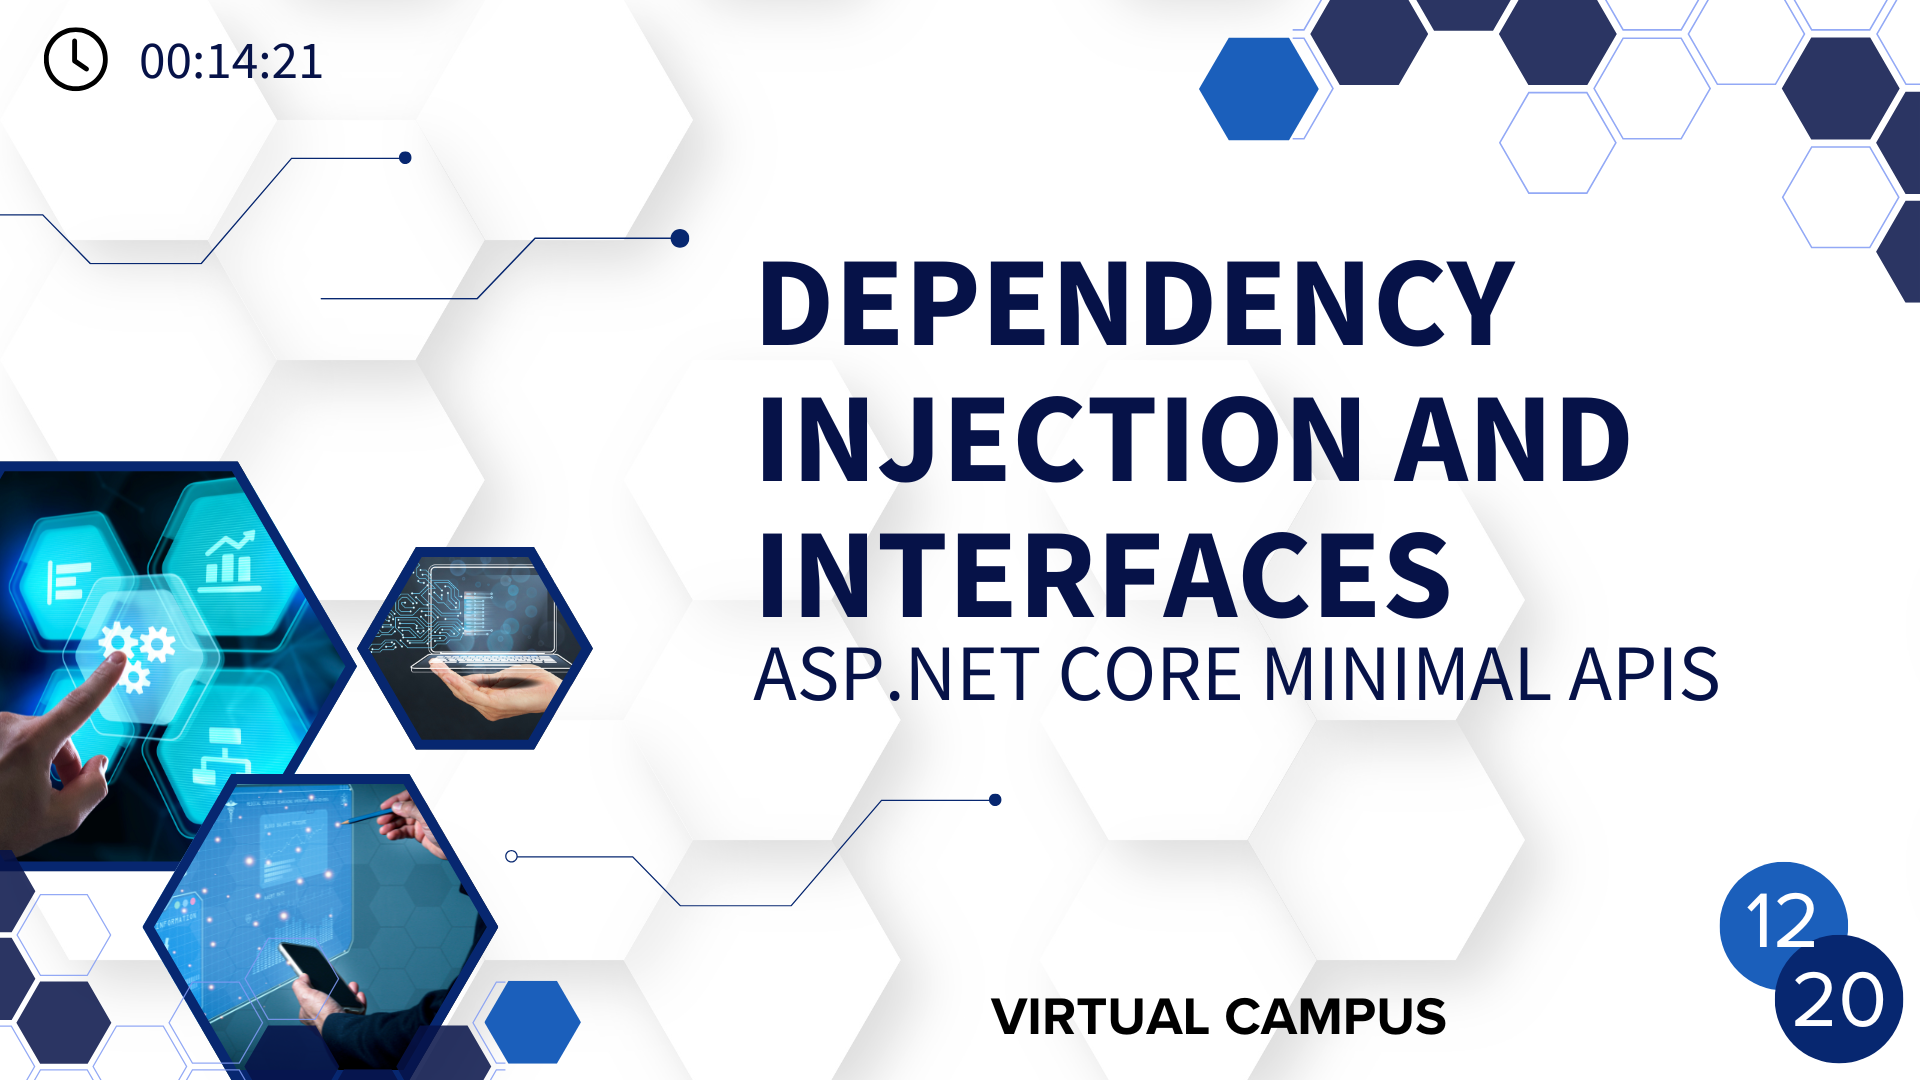 00:14:21
DEPENDENCY
INJECTION AND
INTERFACES
ASP.NET CORE MINIMAL APIS
12
20
VIRTUAL CAMPUS